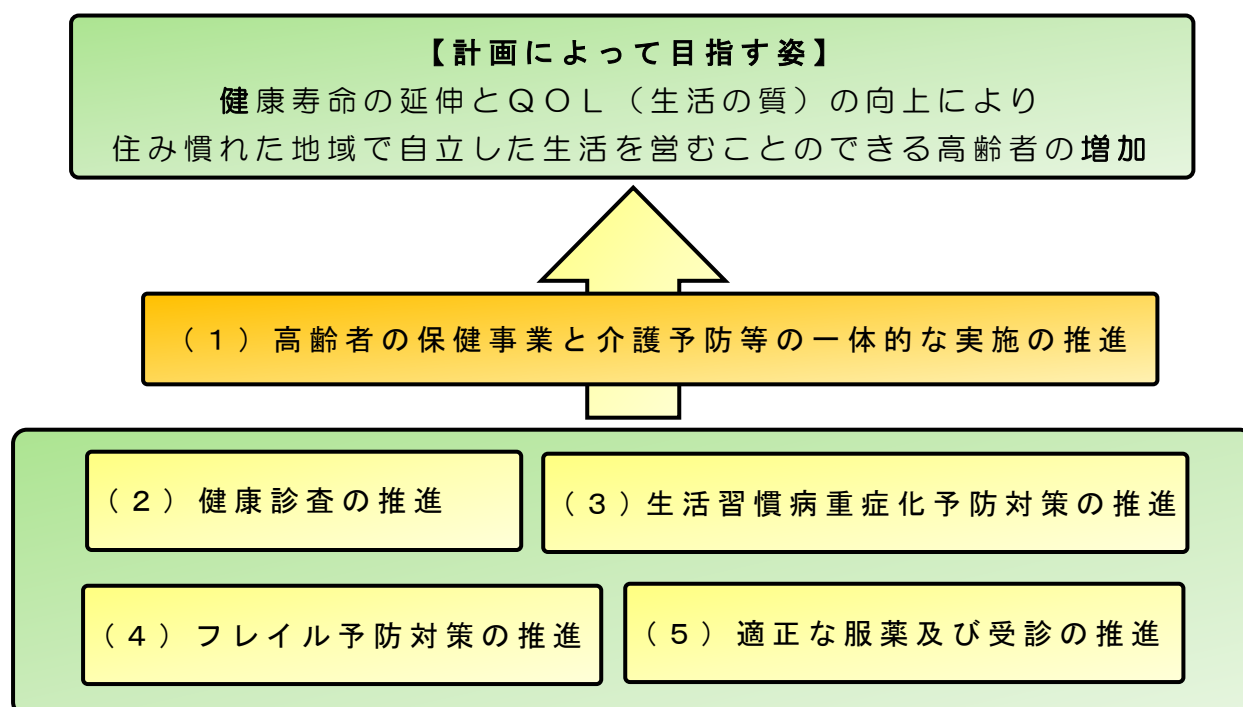 【計画によって目指す姿】
健康寿命の延伸とＱＯＬ（生活の質）の向上により
住み慣れた地域で自立した生活を営むことのできる高齢者の増加
（１）高齢者の保健事業と介護予防等の一体的な実施の推進
（２）健康診査の推進
（３）生活習慣病重症化予防対策の推進
（４）フレイル予防対策の推進
（５）適正な服薬及び受診の推進